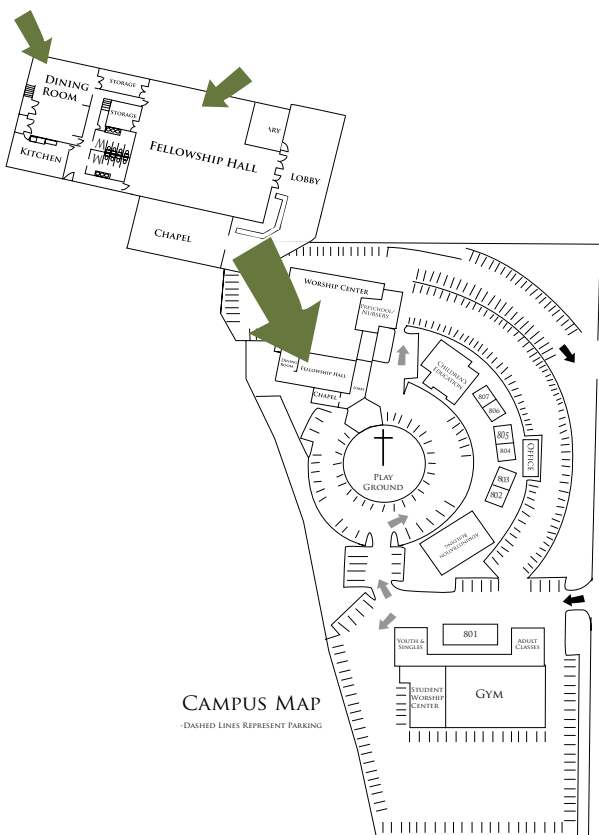 Dining
Room
Storage
Storage
Kitchen
Fellowship Hall
ary
Lobby
Chapel
Worship Center
Preschool/
Nursery
Dining
Room
Fellowship Hall
Lobby
Chapel
Children's
Education
807
806
805
804
Office
803
802
Play
Ground
Administration
Building
801
Youth &
Singles
Adult
Classes
Student
Worship
Center
Gym
Campus Map
-Dashed Lines Represent Parking